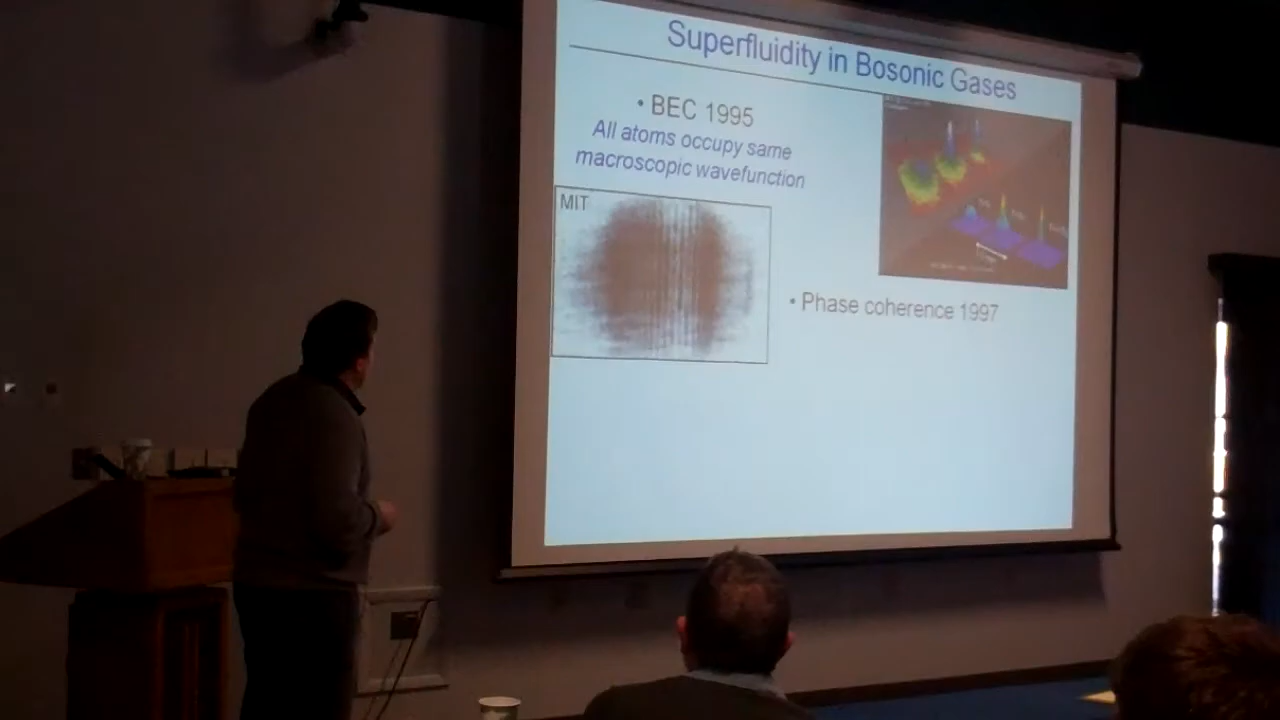 Superfluidity in Bosonic Gases
• BEC 1995
All atoms occupy same
macroscopic wavefunction
MIT
• Phase coherence 1997